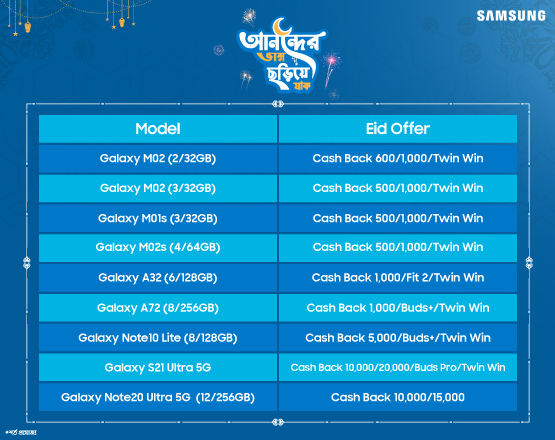 SAMSUNG
আনন্দের
ভার
ছড়িয়ে
যাক
Model Eid Offer
Galaxy M02 (2/32GB) Cash Back 600/1,000/Twin Win
Galaxy M02 (3/32GB) Cash Back 500/1,000/Twin Win
Galaxy M01s (3/32GB) Cash Back 500/1,000/Twin Win
Galaxy M02s (4/64GB) Cash Back 500/1,000/Twin Win
Galaxy A32 (6/128GB) Cash Back 1,000/Fit 2/Twin Win
Galaxy A72 (8/256GB) Cash Back 1,000/Buds+/Twin Win
Galaxy Note10 Lite (8/128GB) Cash Back 5,000/Buds+/Twin Win
Galaxy S21 Ultra 5G Cash Back 10,000/20,000/Buds Pro/Twin Win
Galaxy Note20 Ultra 5G (12/256GB) Cash Back 10,000/15,000
*শর্ত প্রযোজ্য